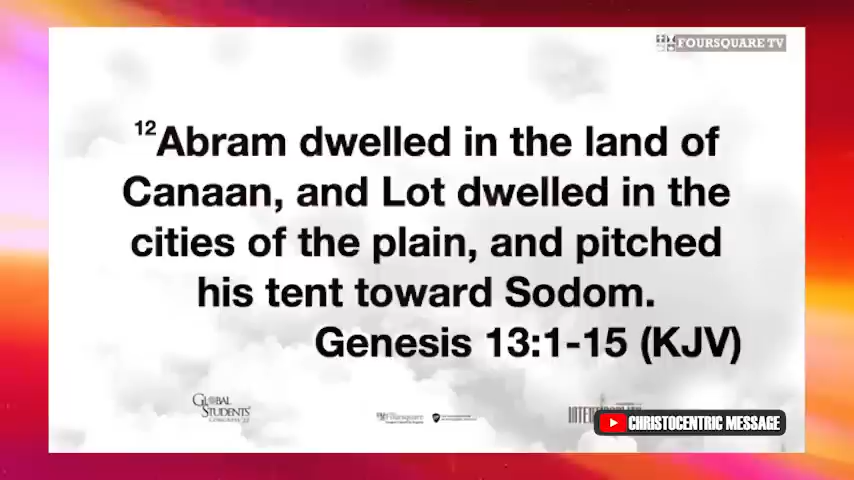 FOURSQUARE TV
12Abram dwelled in the land of
Canaan, and Lot dwelled in the
cities of the plain, and pitched
his tent toward Sodom.
Genesis 13:1-15 (KJV)
GLOBAL
STUDENTS'
Foursquare
CHRISTOCENTRIC MESSAGE